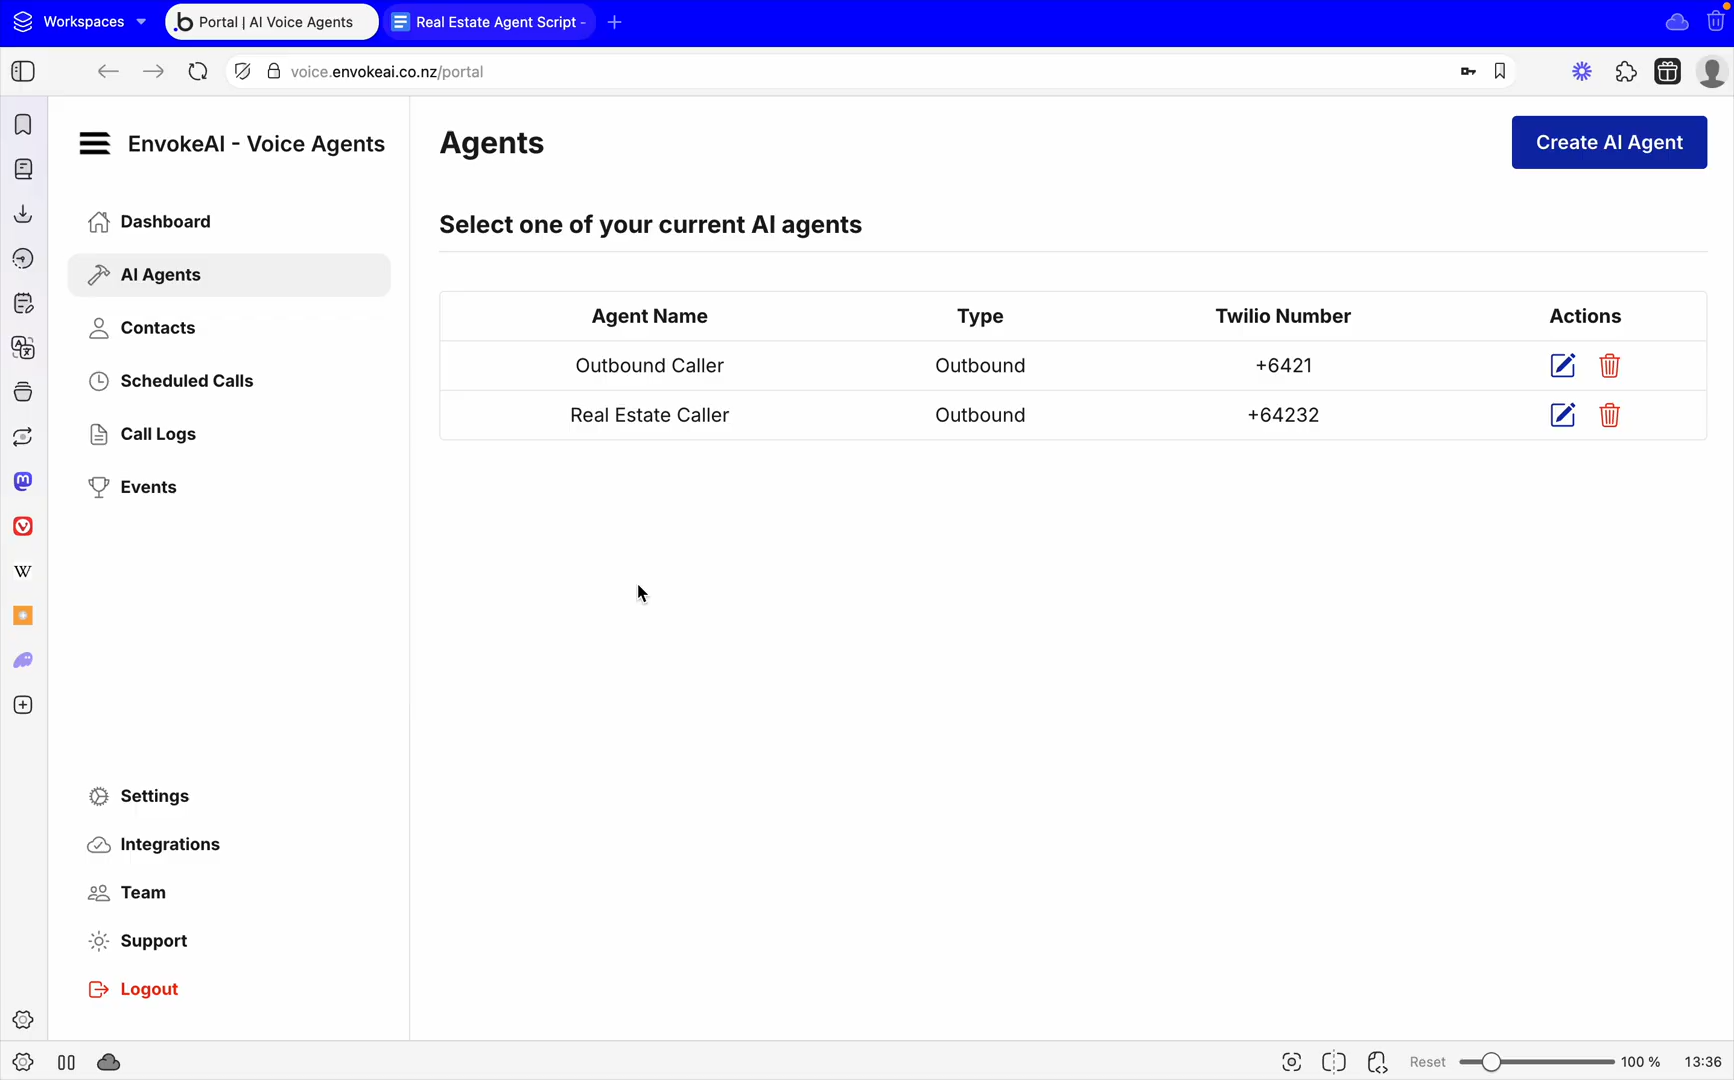 Workspaces
Portal | AI Voice Agents
Real Estate Agent Script -
voice.envokeai.co.nz/portal
EnvokeAI - Voice Agents
Dashboard
AI Agents
Contacts
Scheduled Calls
Call Logs
Events
Settings
Integrations
Team
Support
Logout
Agents
Create AI Agent
Select one of your current AI agents
Agent Name Type Twilio Number Actions
Outbound Caller Outbound +6421
Real Estate Caller Outbound +64232
W
Reset 100 % 13:36